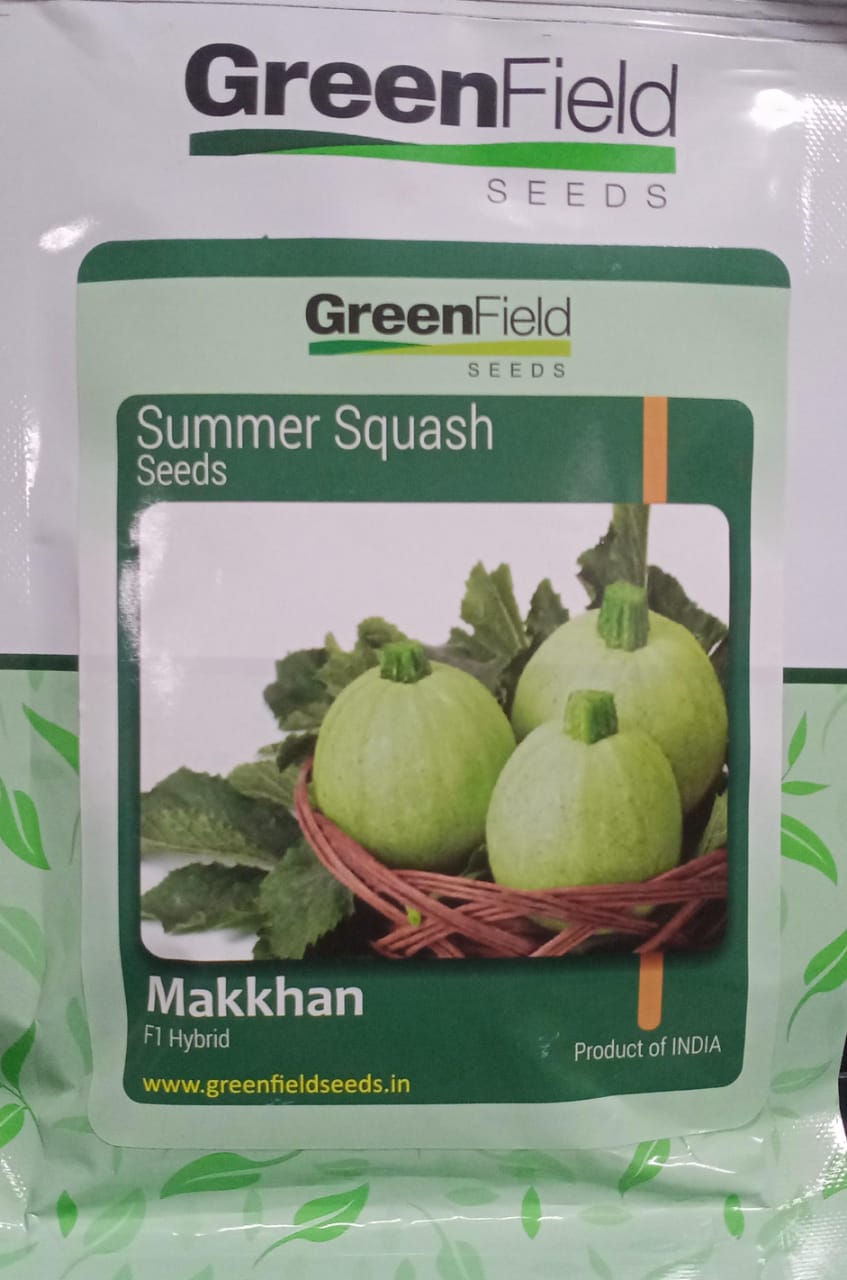 GreenField
SEEDS
GreenField
SEEDS
Summer Squash
Seeds
Makkhan
F1 Hybrid
Product of INDIA
www.greenfieldseeds.in